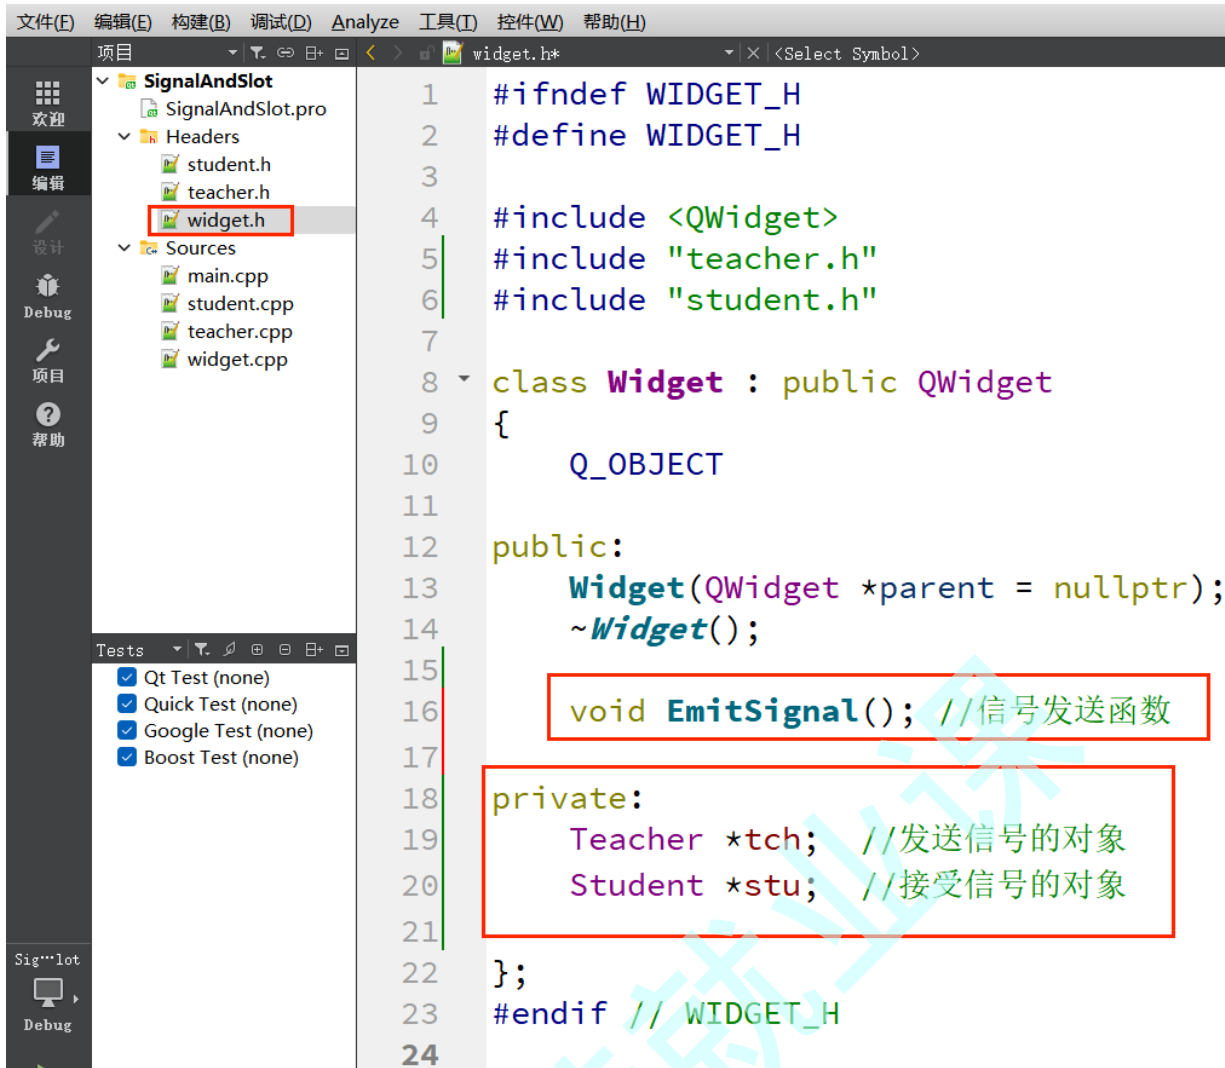 文件(F) 编辑(E) 构建(B) 调试(D) Analyze 工具(T) 控件(W) 帮助(H)
项目
widget.h*
<Select Symbol>
欢迎
编辑
设计
Debug
项目
帮助
Sig···lot
Debug
SignalAndSlot
SignalAndSlot.pro
Headers
student.h
teacher.h
widget.h
Sources
main.cpp
student.cpp
teacher.cpp
widget.cpp
Tests
Qt Test (none)
Quick Test (none)
Google Test (none)
Boost Test (none)
1 #ifndef WIDGET_H
2 #define WIDGET_H
3
4 #include <QWidget>
5 #include "teacher.h"
6 #include "student.h"
7
8 class Widget : public QWidget
9 {
10 Q_OBJECT
11
12 public:
13 Widget(QWidget *parent = nullptr);
14 ~Widget();
15
16 void EmitSignal(); //信号发送函数
17
18 private:
19 Teacher *tch; //发送信号的对象
20 Student *stu; //接受信号的对象
21
22 };
23 #endif // WIDGET_H
24
就业课